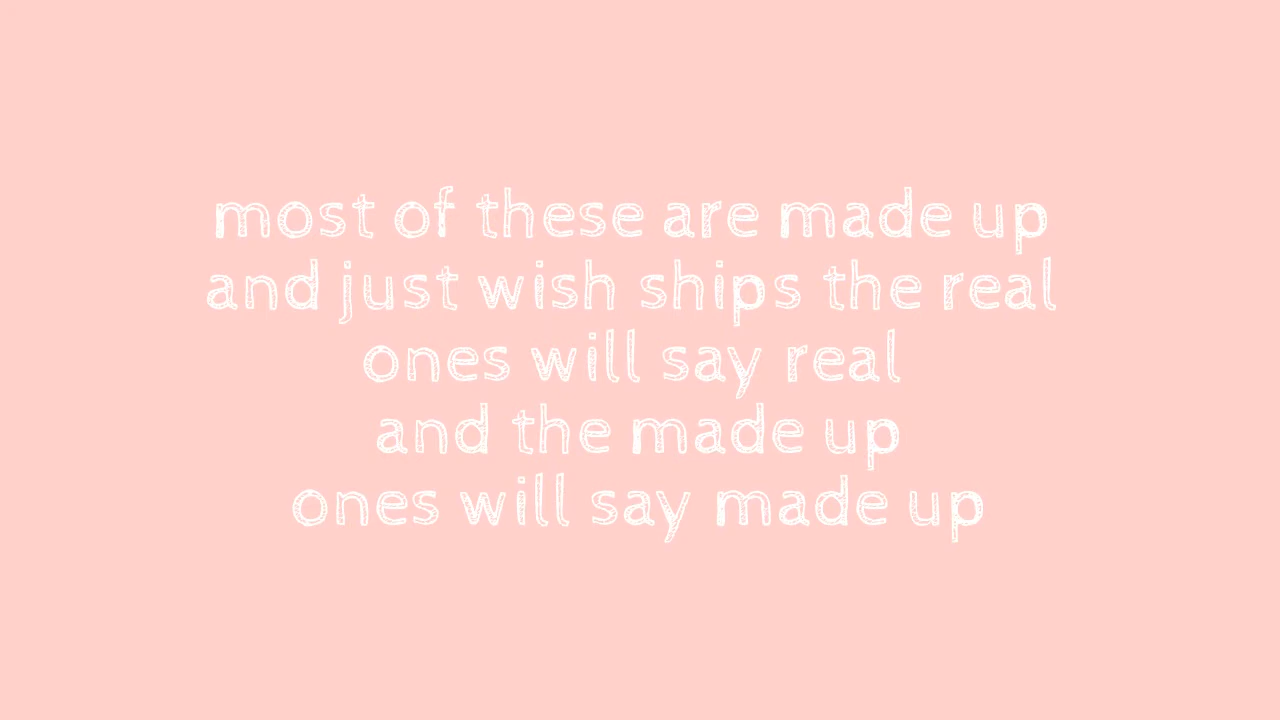 most of these are made up
and just wish ships the real
ones will say real
and the made up
ones will say made up